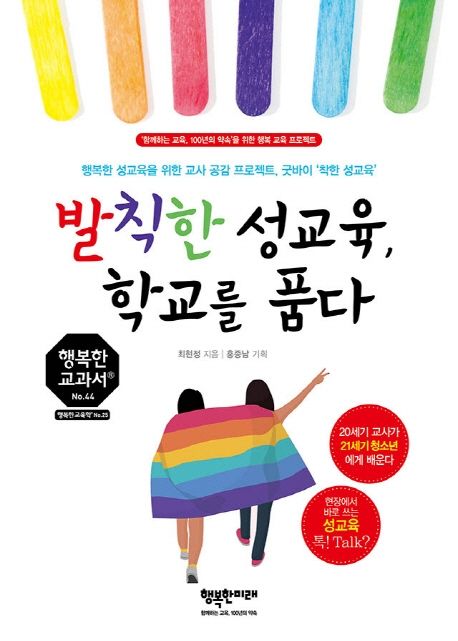 '함께하는 교육, 100년의 약속'을 위한 행복 교육 프로젝트
행복한 성교육을 위한 교사 공감 프로젝트, 굿바이 '착한 성교육'
발칙한 성교육,
학교를 품다
최현정 지음 | 홍중남 기획
행복한
교과서®
No.44
행복한 교육학* No.25
20세기 교사가
21세기 청소년
에게 배운다
현장에서
바로 쓰는
성교육
톡! Talk?
행복한미래
함께하는 교육, 100년의 약속